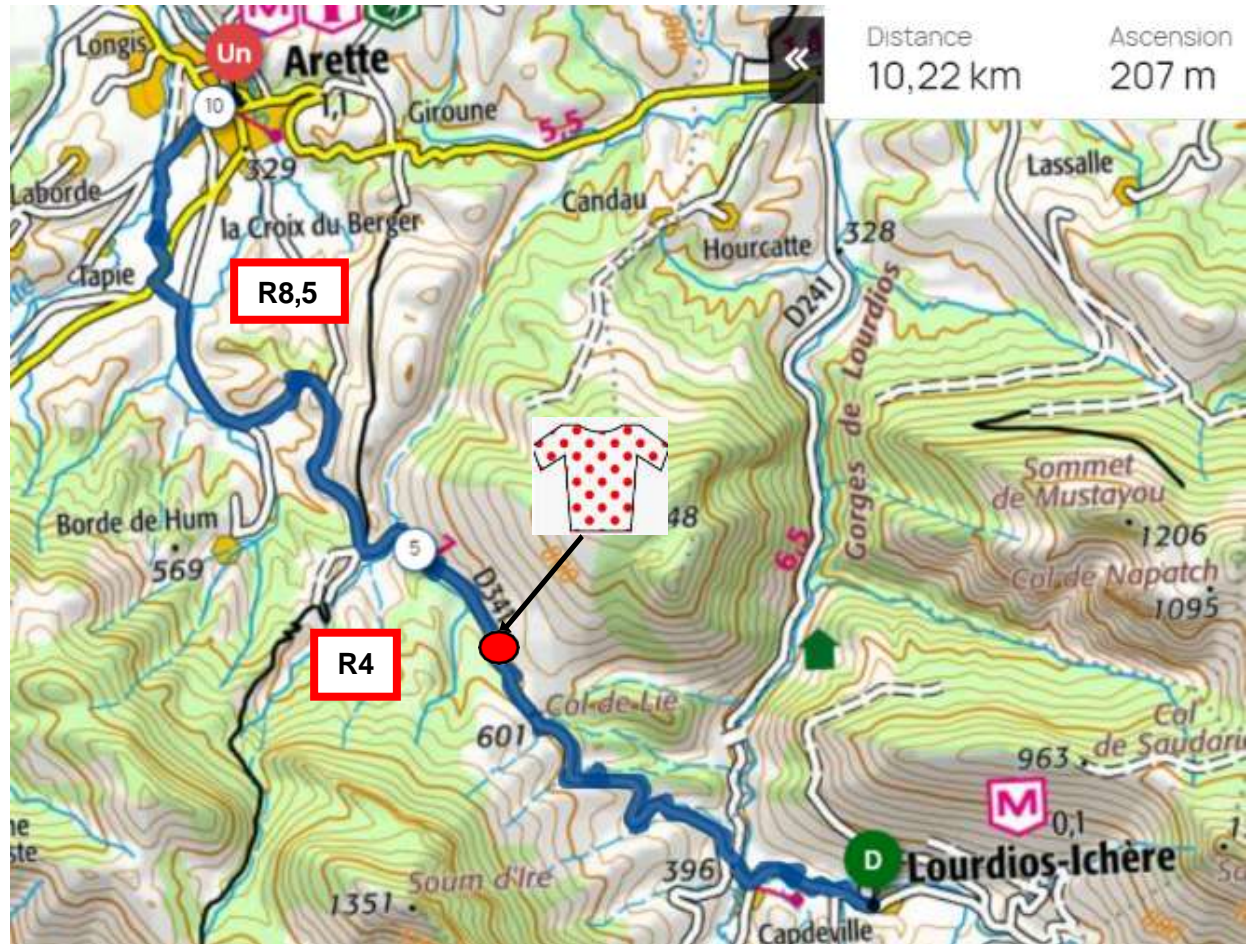 Longis
Un
Arette
10
1,1
Giroune
5,5
«
Distance
10,22 km
Ascension
207 m
329
Laborde
la Croix du Berger
Candau
Lassalle
Hourcatte
328
Tapie
R8,5
D241
Gorges de Lourdios
Sommet
de Mustayou
1206
48
Borde de Hum
569
5
7
D341
6,5
Col de Napatch
1095
R4
Col de Lie
601
Col
de Saudarie
963
M
0,1
D
Lourdios-Ichère
396
Soum d'Ire
1351
Capdeville